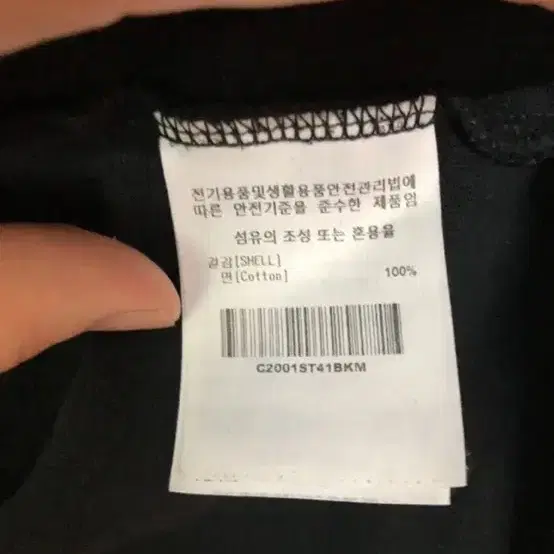 전기용품및생활용품안전관리법에
따른 안전기준을 준수한 제품임
섬유의 조성 또는 혼용율
겉감[SHELL]
면[Cotton] 100%
C2001ST41BKM